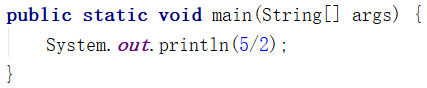 public static void main(String[] args) {
    System.out.println(5/2);
}